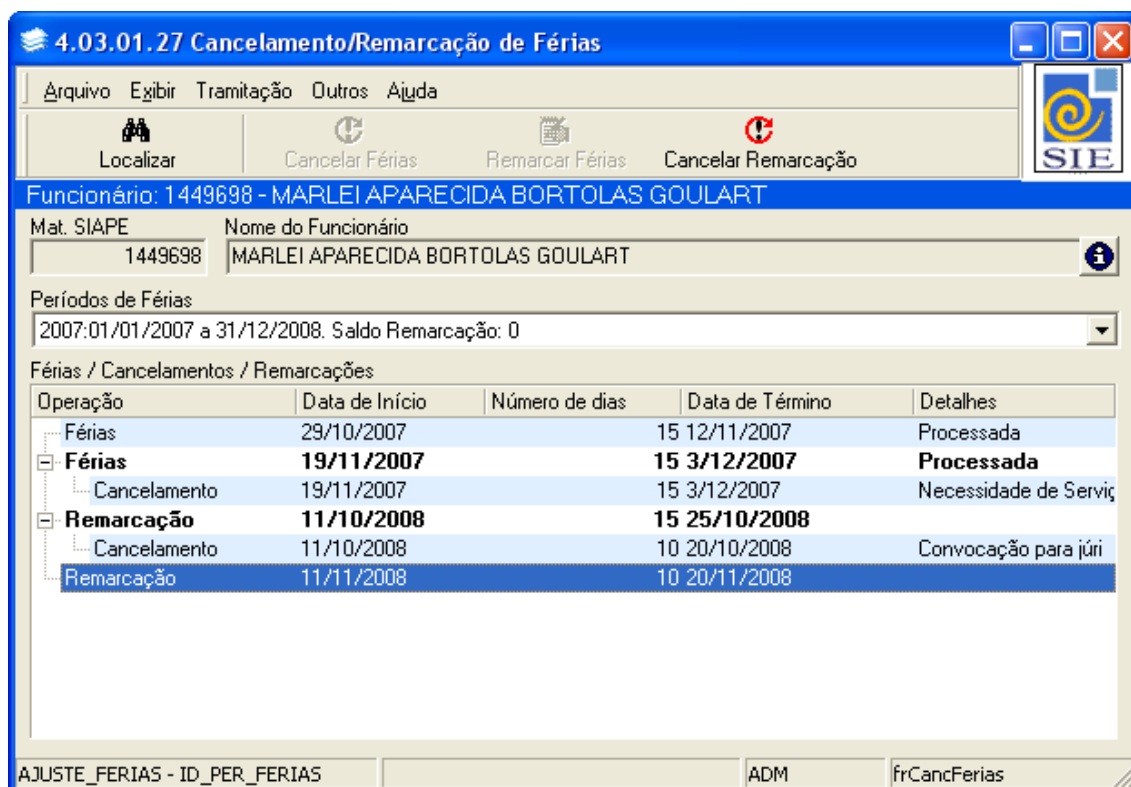 4.03.01.27 Cancelamento/Remarcação de Férias
Arquivo Exibir Tramitação Outros Ajuda
Localizar Cancelar Férias Remarcar Férias Cancelar Remarcação
SIE
Funcionário: 1449698 - MARLEI APARECIDA BORTOLAS GOULART
Mat. SIAPE Nome do Funcionário
1449698 MARLEI APARECIDA BORTOLAS GOULART
Períodos de Férias
2007:01/01/2007 a 31/12/2008. Saldo Remarcação: 0
Férias / Cancelamentos / Remarcações
Operação Data de Início Número de dias Data de Término Detalhes
Férias 29/10/2007 15 12/11/2007 Processada
Férias 19/11/2007 15 3/12/2007 Processada
Cancelamento 19/11/2007 15 3/12/2007 Necessidade de Serviç
Remarcação 11/10/2008 15 25/10/2008
Cancelamento 11/10/2008 10 20/10/2008 Convocação para júri
Remarcação 11/11/2008 10 20/11/2008
AJUSTE_FERIAS - ID_PER_FERIAS ADM frCancFerias